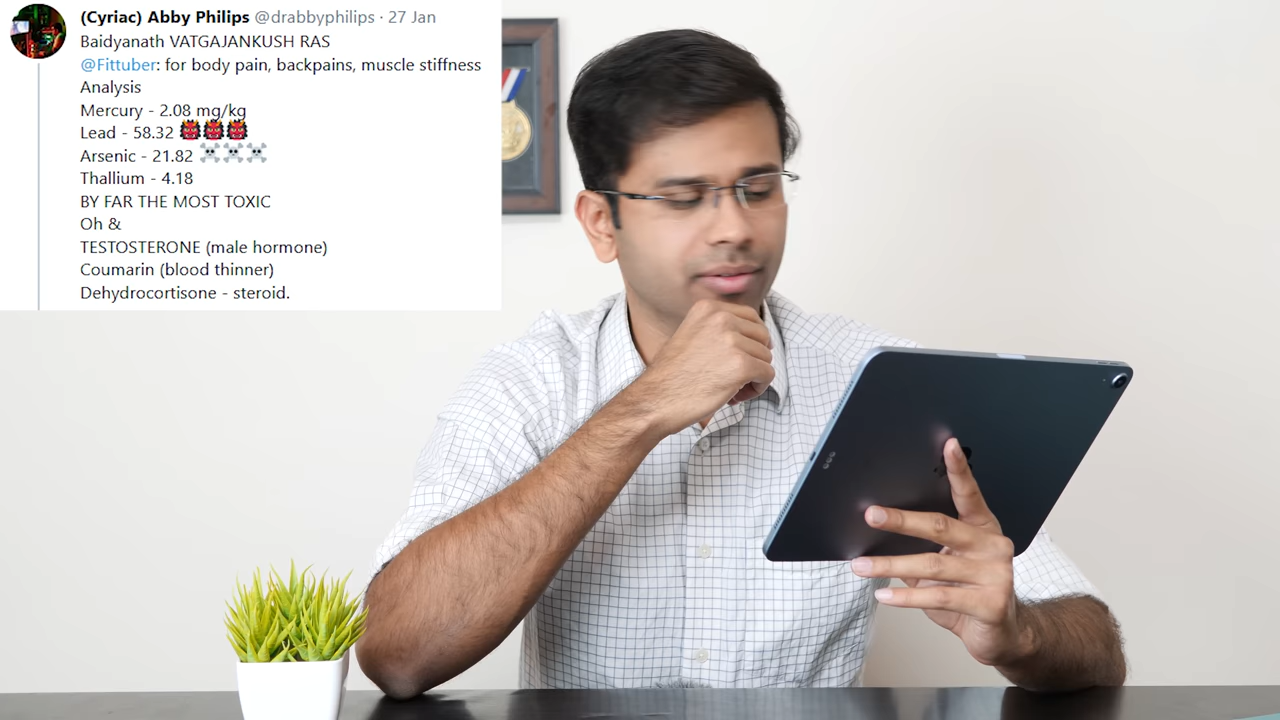 (Cyriac) Abby Philips @drabbyphilips · 27 Jan
Baidyanath VATGAJANKUSH RAS
@Fittuber: for body pain, backpains, muscle stiffness
Analysis
Mercury - 2.08 mg/kg
Lead - 58.32 👹👹👹
Arsenic - 21.82 ☠️☠️☠️
Thallium - 4.18
BY FAR THE MOST TOXIC
Oh &
TESTOSTERONE (male hormone)
Coumarin (blood thinner)
Dehydrocortisone - steroid.